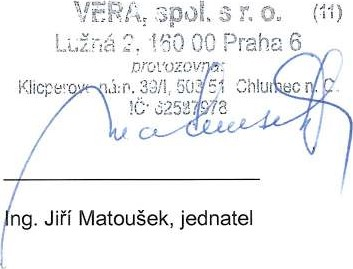 VERA, spol. s r. o. (11)
Lužná 2, 160 00 Praha 6
provozovna:
Klicperovo nám. 39/I, 503 51 Chlumec n. C.
IČ: 62587978
Ing. Jiří Matoušek, jednatel